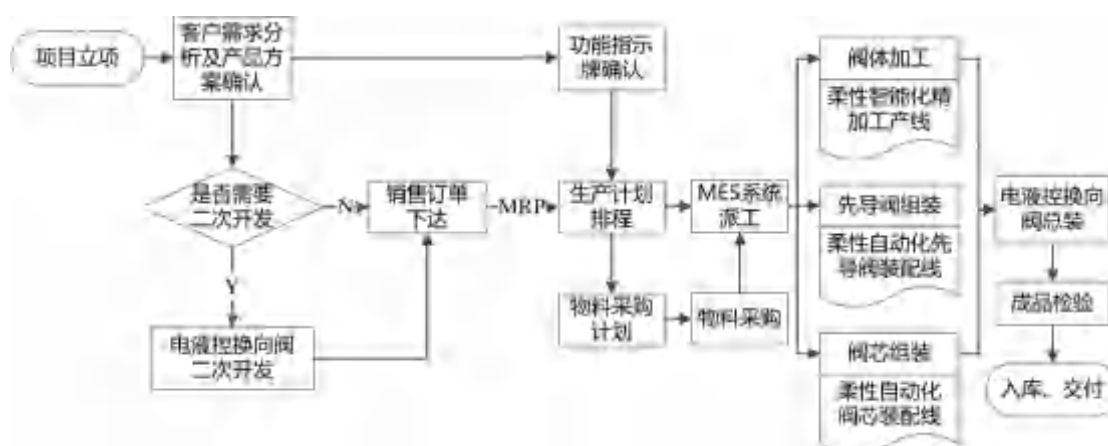 项目立项
客户需求分
析及产品方
案确认
功能指示
牌确认
是否需要
二次开发
N
Y
电液控换向阀
二次开发
销售订单
下达
MRP
生产计划
排程
物料采购
计划
物料采购
MES系统
派工
阀体加工
柔性智能化精
加工产线
先导阀组装
柔性自动化先
导阀装配线
阀芯组装
柔性自动化
阀芯装配线
电液控换向
阀总装
成品检验
入库、交付